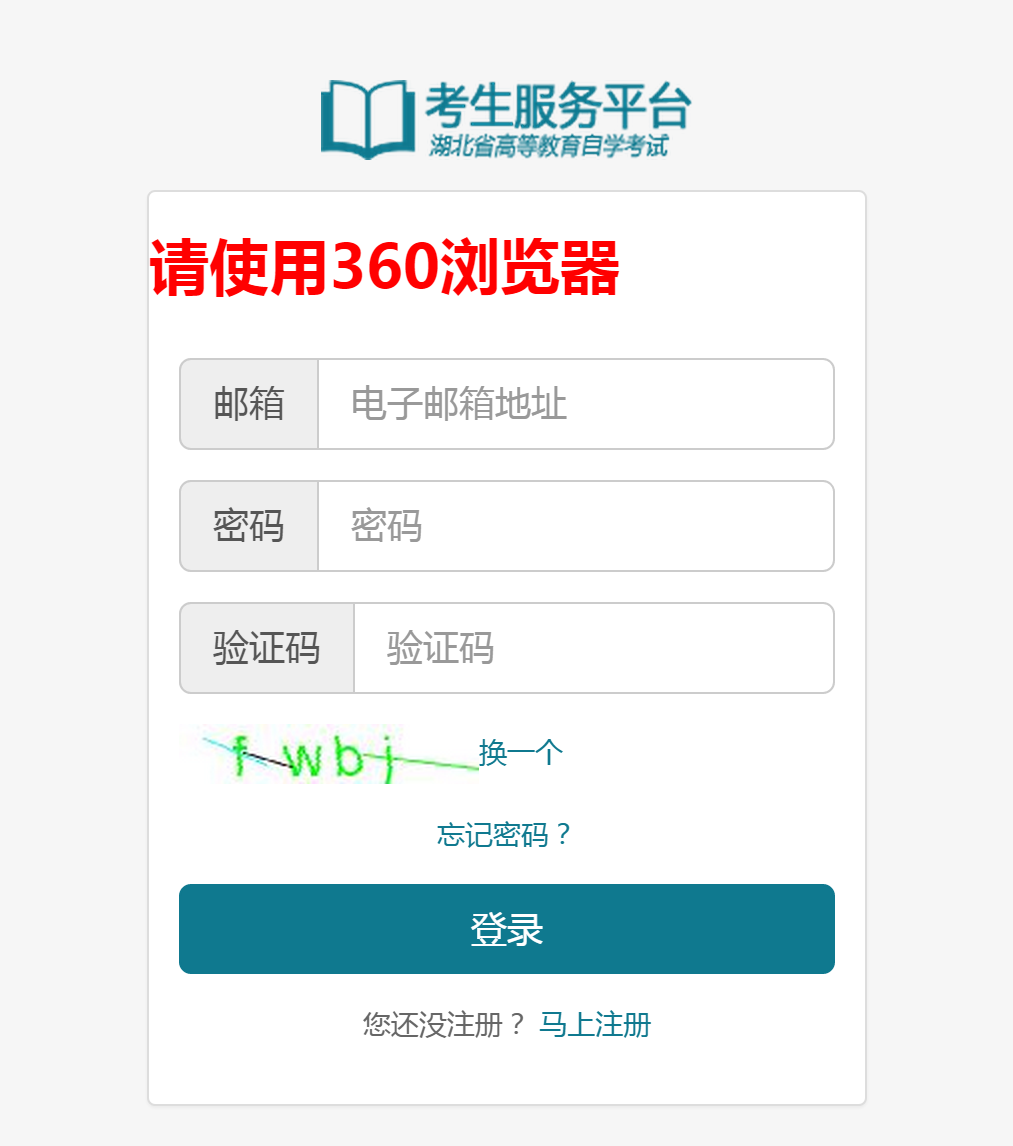 考生服务平台
湖北省高等教育自学考试
请使用360浏览器
邮箱 电子邮箱地址
密码 密码
验证码 验证码
f w b j 换一个
忘记密码？
登录
您还没注册？ 马上注册